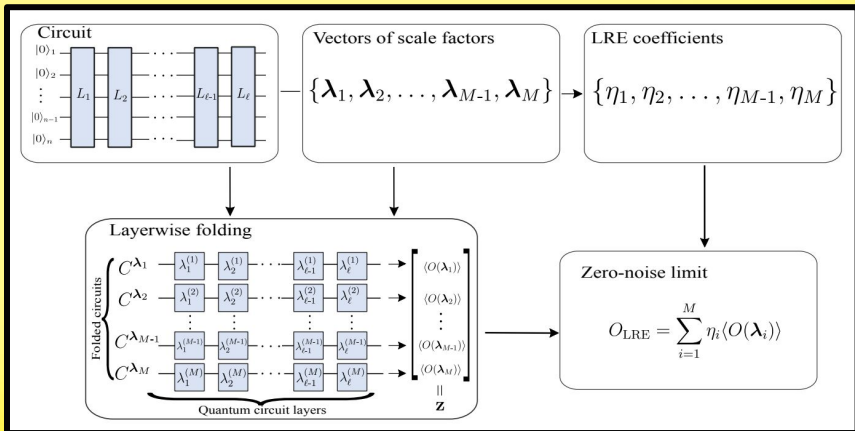 Circuit
|0⟩₁
|0⟩₂
⋮
|0⟩ₙ₋₁
|0⟩ₙ
L₁ L₂ · · · L_{ℓ-1} L_ℓ
Vectors of scale factors
{λ₁, λ₂, . . . , λ_{M-1}, λ_M}
LRE coefficients
{η₁, η₂, . . . , η_{M-1}, η_M}
Layerwise folding
Folded circuits
C^{λ₁} λ₁^{(1)} λ₂^{(1)} · · · λ_{ℓ-1}^{(1)} λ_ℓ^{(1)} ⟨O(λ₁)⟩
C^{λ₂} λ₁^{(2)} λ₂^{(2)} · · · λ_{ℓ-1}^{(2)} λ_ℓ^{(2)} ⟨O(λ₂)⟩
⋮ ⋮ ⋮ ⋮ ⋮
C^{λ_{M-1}} λ₁^{(M-1)} λ₂^{(M-1)} · · · λ_{ℓ-1}^{(M-1)} λ_ℓ^{(M-1)} ⟨O(λ_{M-1})⟩
C^{λ_M} λ₁^{(M)} λ₂^{(M)} · · · λ_{ℓ-1}^{(M)} λ_ℓ^{(M)} ⟨O(λ_M)⟩
Quantum circuit layers
=
z
Zero-noise limit
O_{LRE} = \sum_{i=1}^{M} η_i⟨O(λ_i)⟩